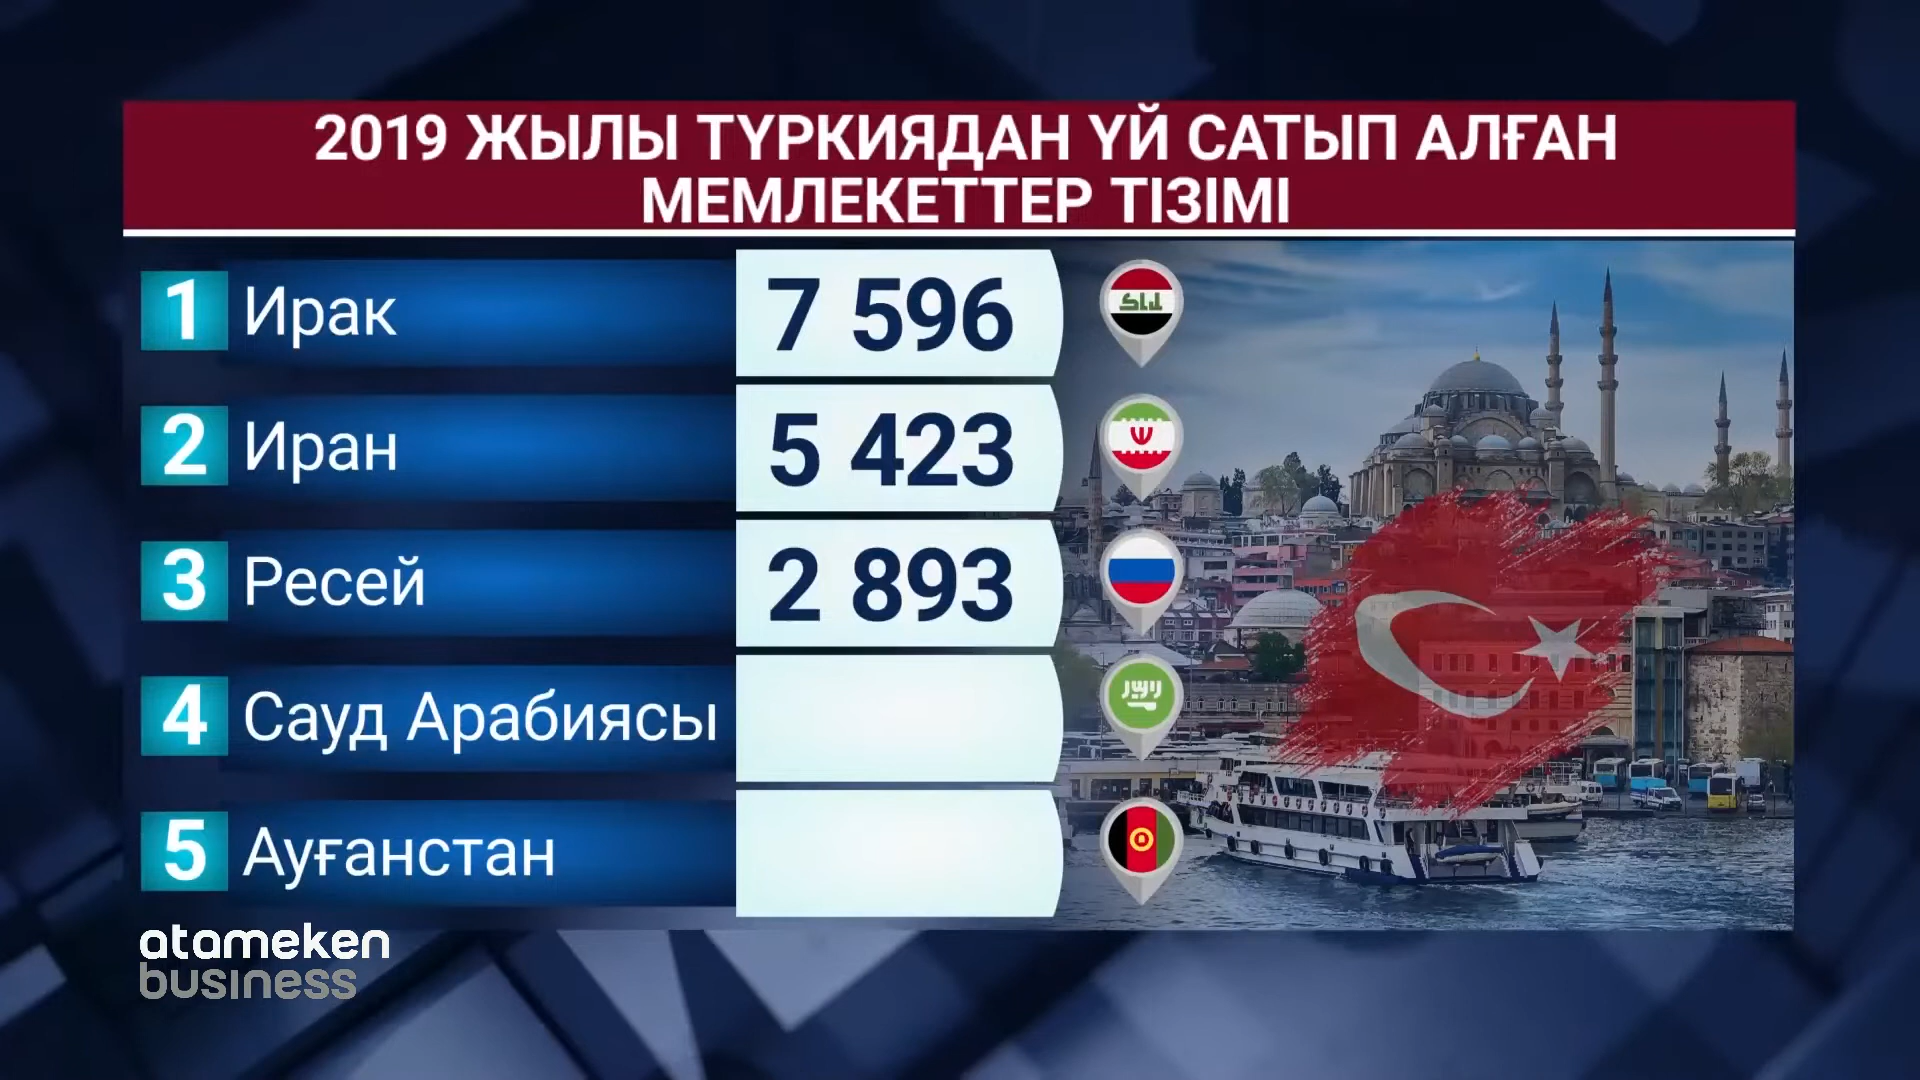 2019 ЖЫЛЫ ТҮРКИЯДАН ҮЙ САТЫП АЛҒАН
МЕМЛЕКЕТТЕР ТІЗІМІ
1 Ирак 7 596
2 Иран 5 423
3 Ресей 2 893
4 Сауд Арабиясы
5 Ауғанстан
atameken
business